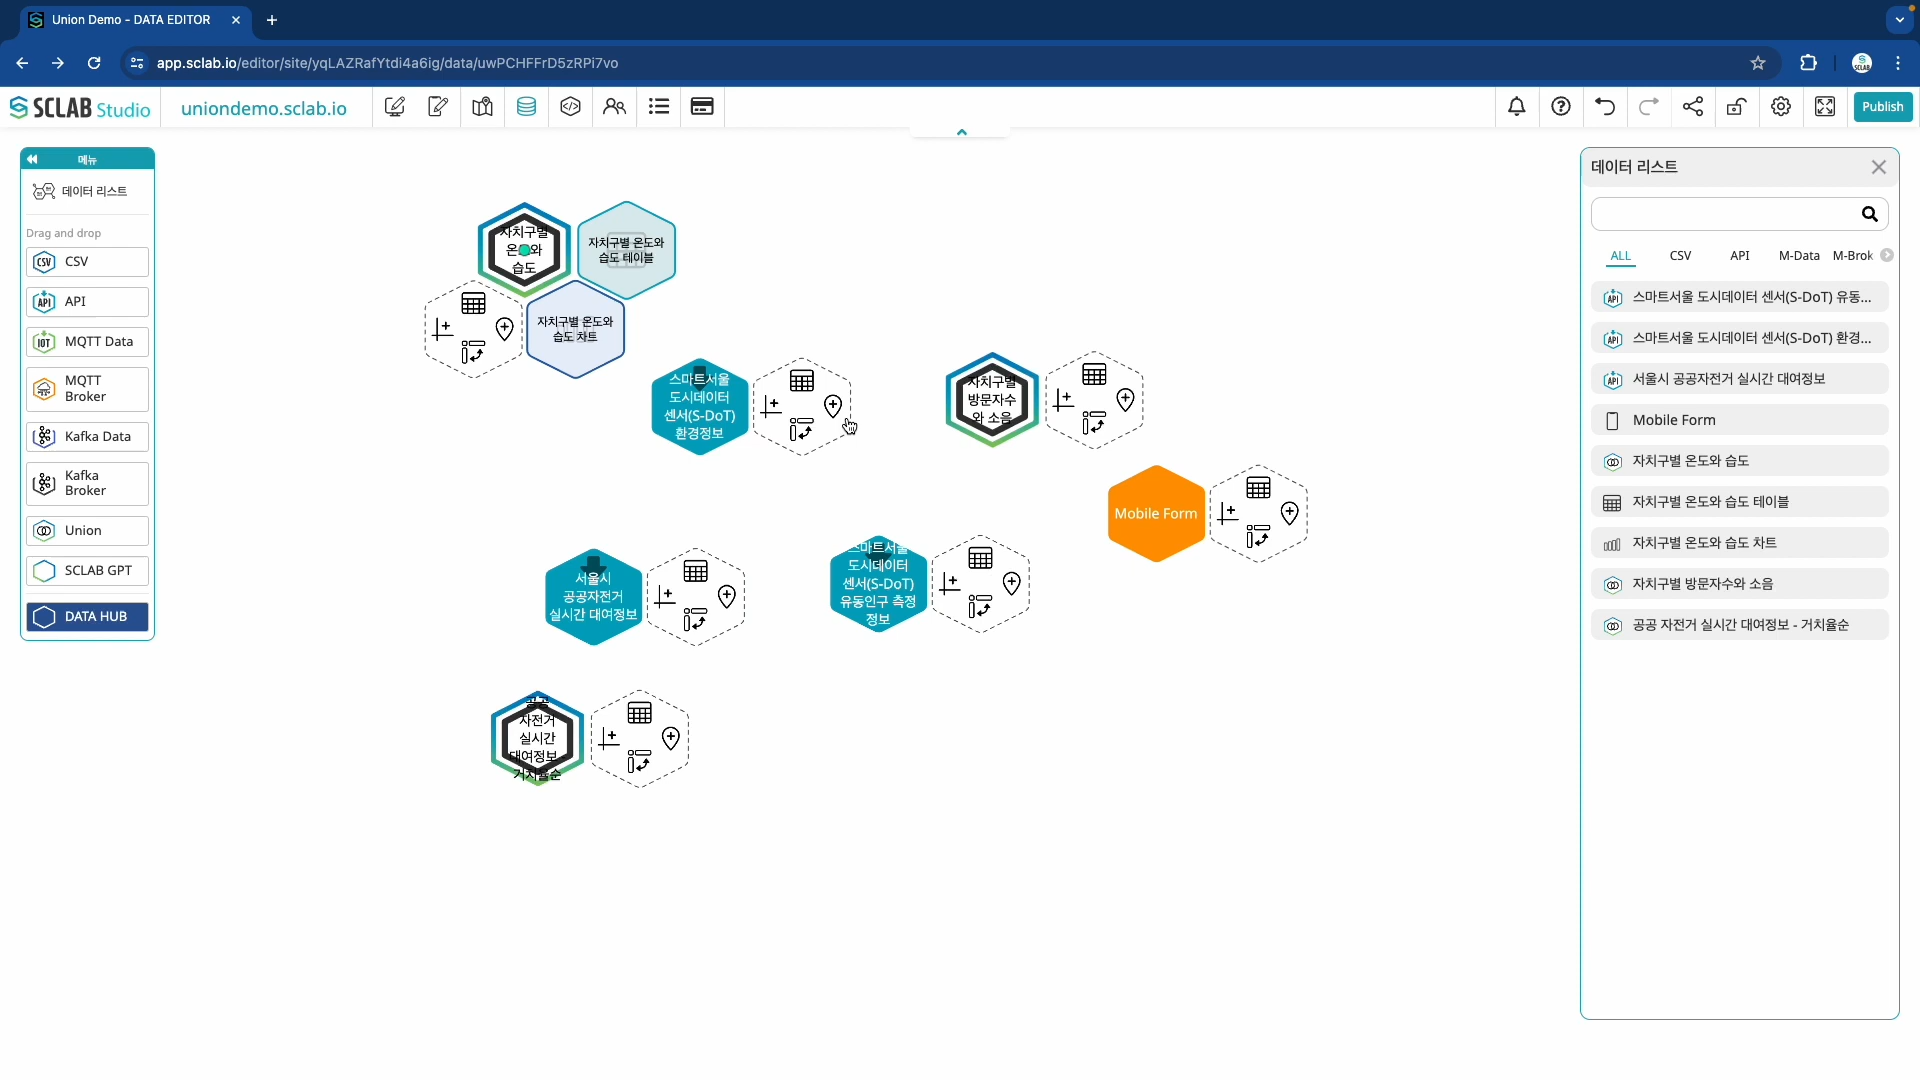 Union Demo - DATA EDITOR
app.sclab.io/editor/site/yqLAZRafYtdi4a6ig/data/uwPCHFFrD5zRPi7vo
SCLAB Studio
uniondemo.sclab.io
Publish
메뉴
데이터 리스트
Drag and drop
CSV CSV
API API
IOT MQTT Data
MQTT
Broker
Kafka Data
Kafka
Broker
Union
SCLAB GPT
DATA HUB
자치구별
온도와
습도
자치구별 온도와
습도 테이블
자치구별 온도와
습도 차트
스마트서울
도시데이터
센서(S-DoT)
환경정보
자치구별
방문자수
와 소음
Mobile Form
서울시
공공자전거
실시간 대여정보
스마트서울
도시데이터
센서(S-DoT)
유동인구 측정
정보
공공
자전거
실시간
대여정보 -
거치율순
데이터 리스트
ALL CSV API M-Data M-Brok
API 스마트서울 도시데이터 센서(S-DoT) 유동...
API 스마트서울 도시데이터 센서(S-DoT) 환경...
API 서울시 공공자전거 실시간 대여정보
Mobile Form
자치구별 온도와 습도
자치구별 온도와 습도 테이블
자치구별 온도와 습도 차트
자치구별 방문자수와 소음
공공 자전거 실시간 대여정보 - 거치율순